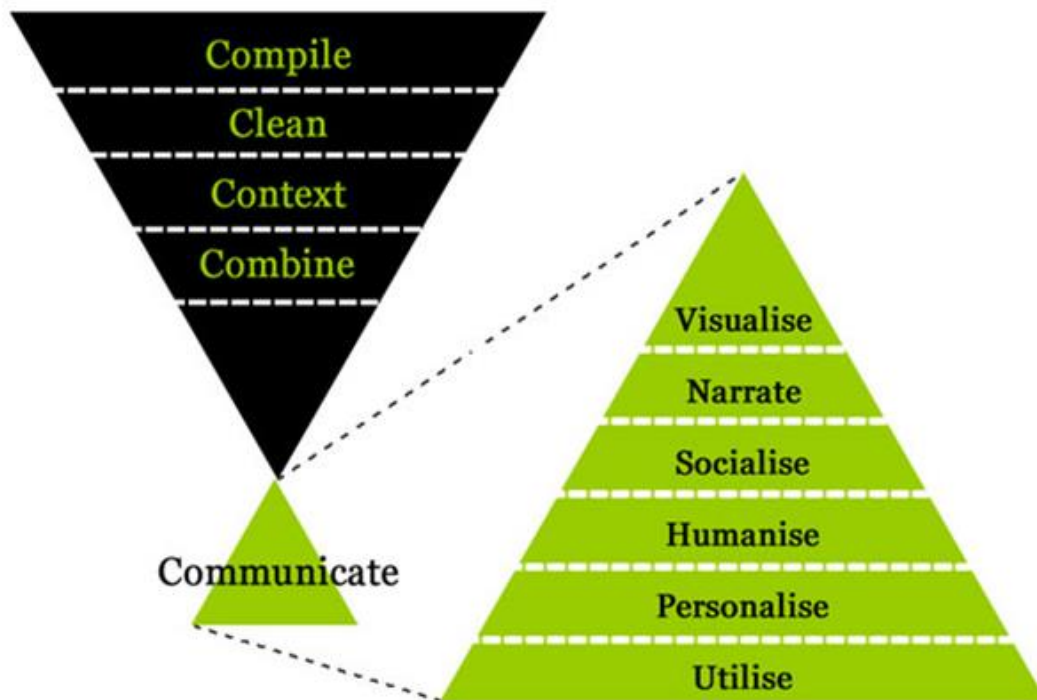 Compile
Clean
Context
Combine
Communicate
Visualise
Narrate
Socialise
Humanise
Personalise
Utilise